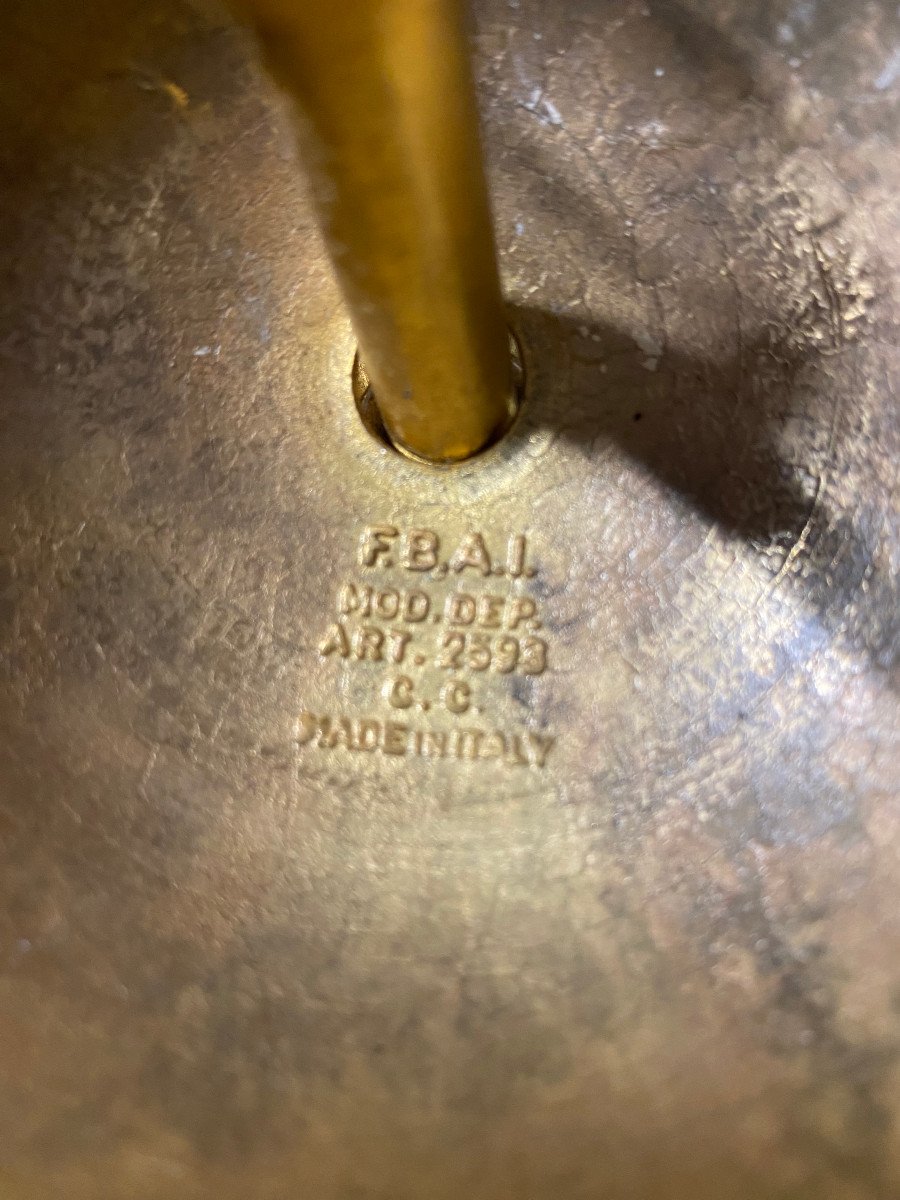 F.B.A.I.
MOD. DEP.
ART. 2593
C. C.
MADE IN ITALY